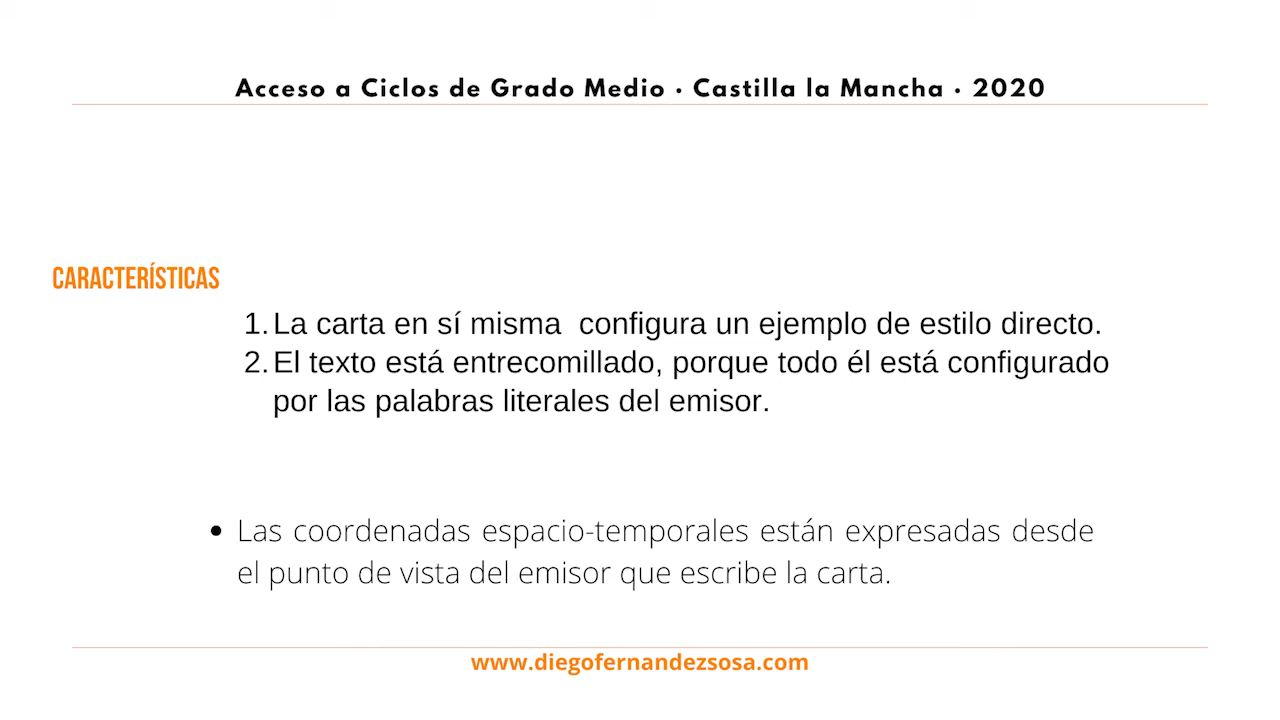 Acceso a Ciclos de Grado Medio · Castilla la Mancha · 2020
CARACTERÍSTICAS
1. La carta en sí misma  configura un ejemplo de estilo directo.
2. El texto está entrecomillado, porque todo él está configurado
por las palabras literales del emisor.
• Las coordenadas espacio-temporales están expresadas desde
el punto de vista del emisor que escribe la carta.
www.diegofernandezsosa.com